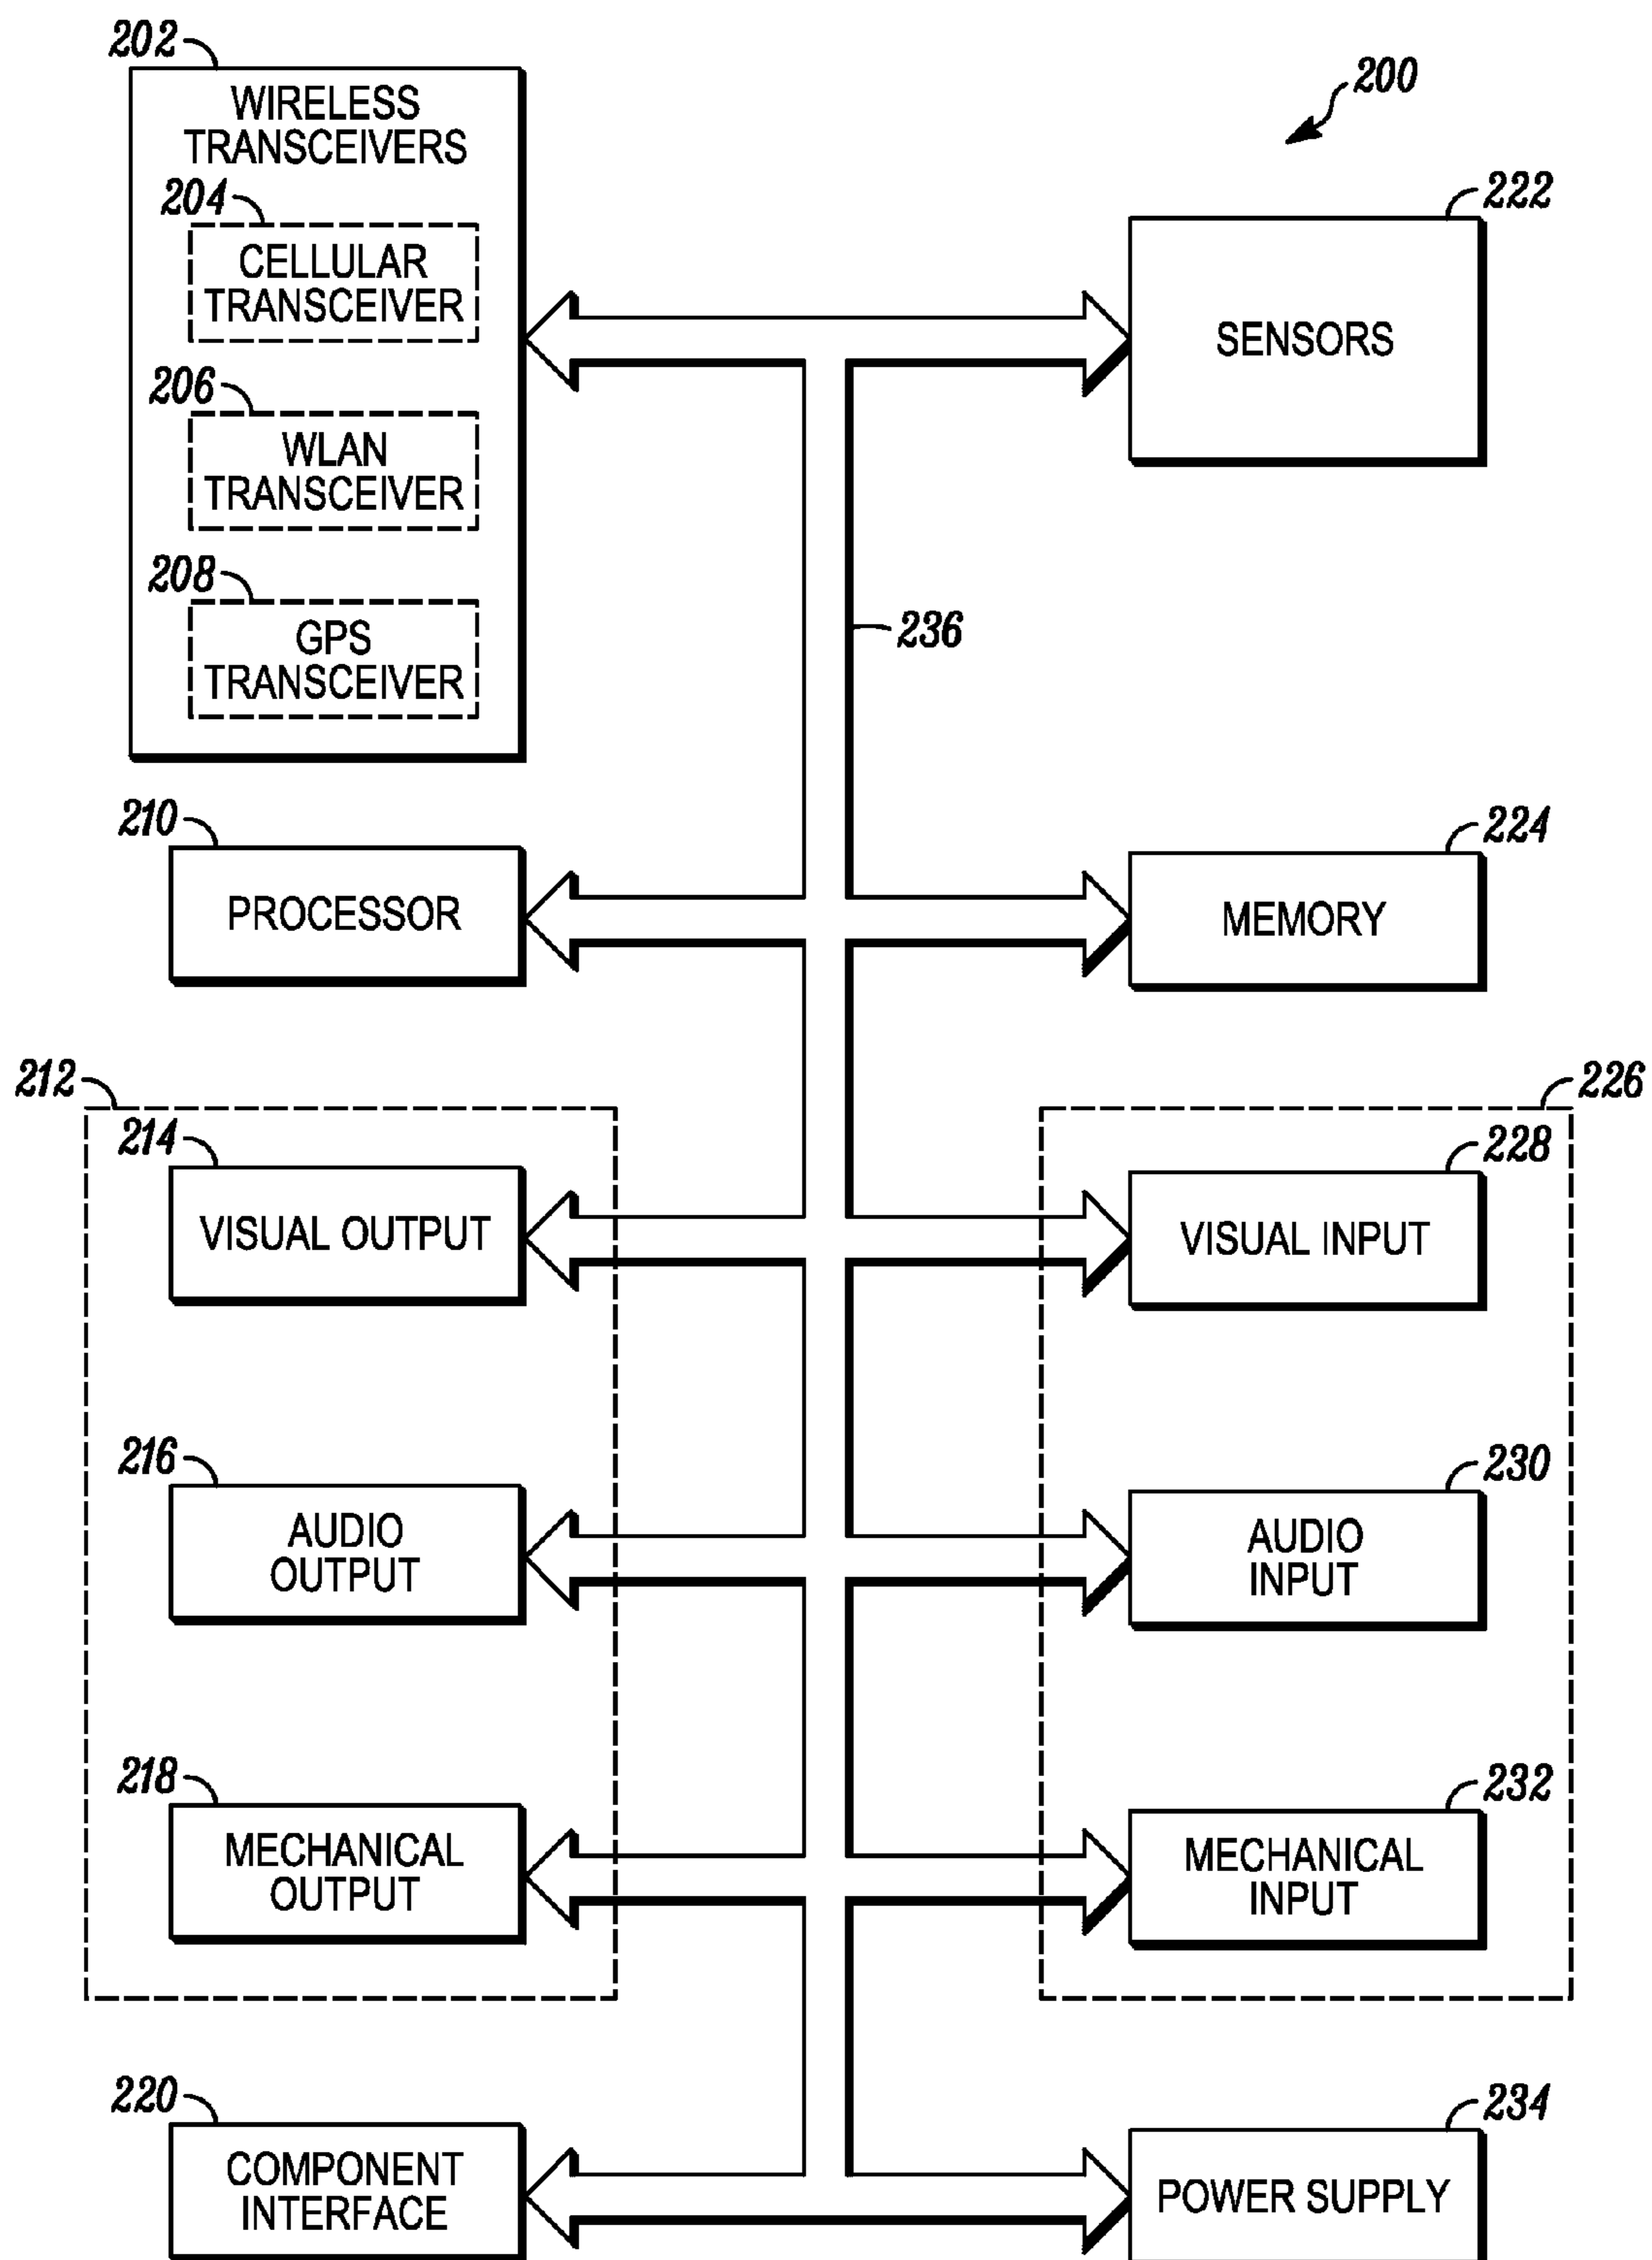 202
WIRELESS
TRANSCEIVERS
204
CELLULAR
TRANSCEIVER
206
WLAN
TRANSCEIVER
208
GPS
TRANSCEIVER
200
222
SENSORS
236
210
PROCESSOR
224
MEMORY
212
214
VISUAL OUTPUT
226
228
VISUAL INPUT
216
AUDIO
OUTPUT
230
AUDIO
INPUT
218
MECHANICAL
OUTPUT
232
MECHANICAL
INPUT
220
COMPONENT
INTERFACE
234
POWER SUPPLY